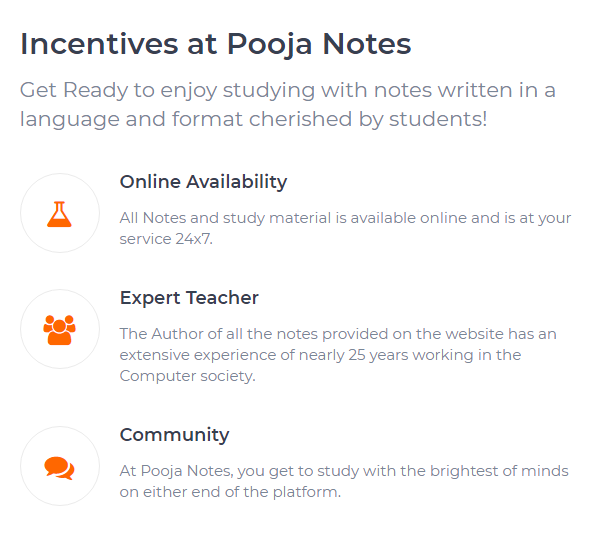 Incentives at Pooja Notes
Get Ready to enjoy studying with notes written in a
language and format cherished by students!
Online Availability
All Notes and study material is available online and is at your
service 24x7.
Expert Teacher
The Author of all the notes provided on the website has an
extensive experience of nearly 25 years working in the
Computer society.
Community
At Pooja Notes, you get to study with the brightest of minds
on either end of the platform.